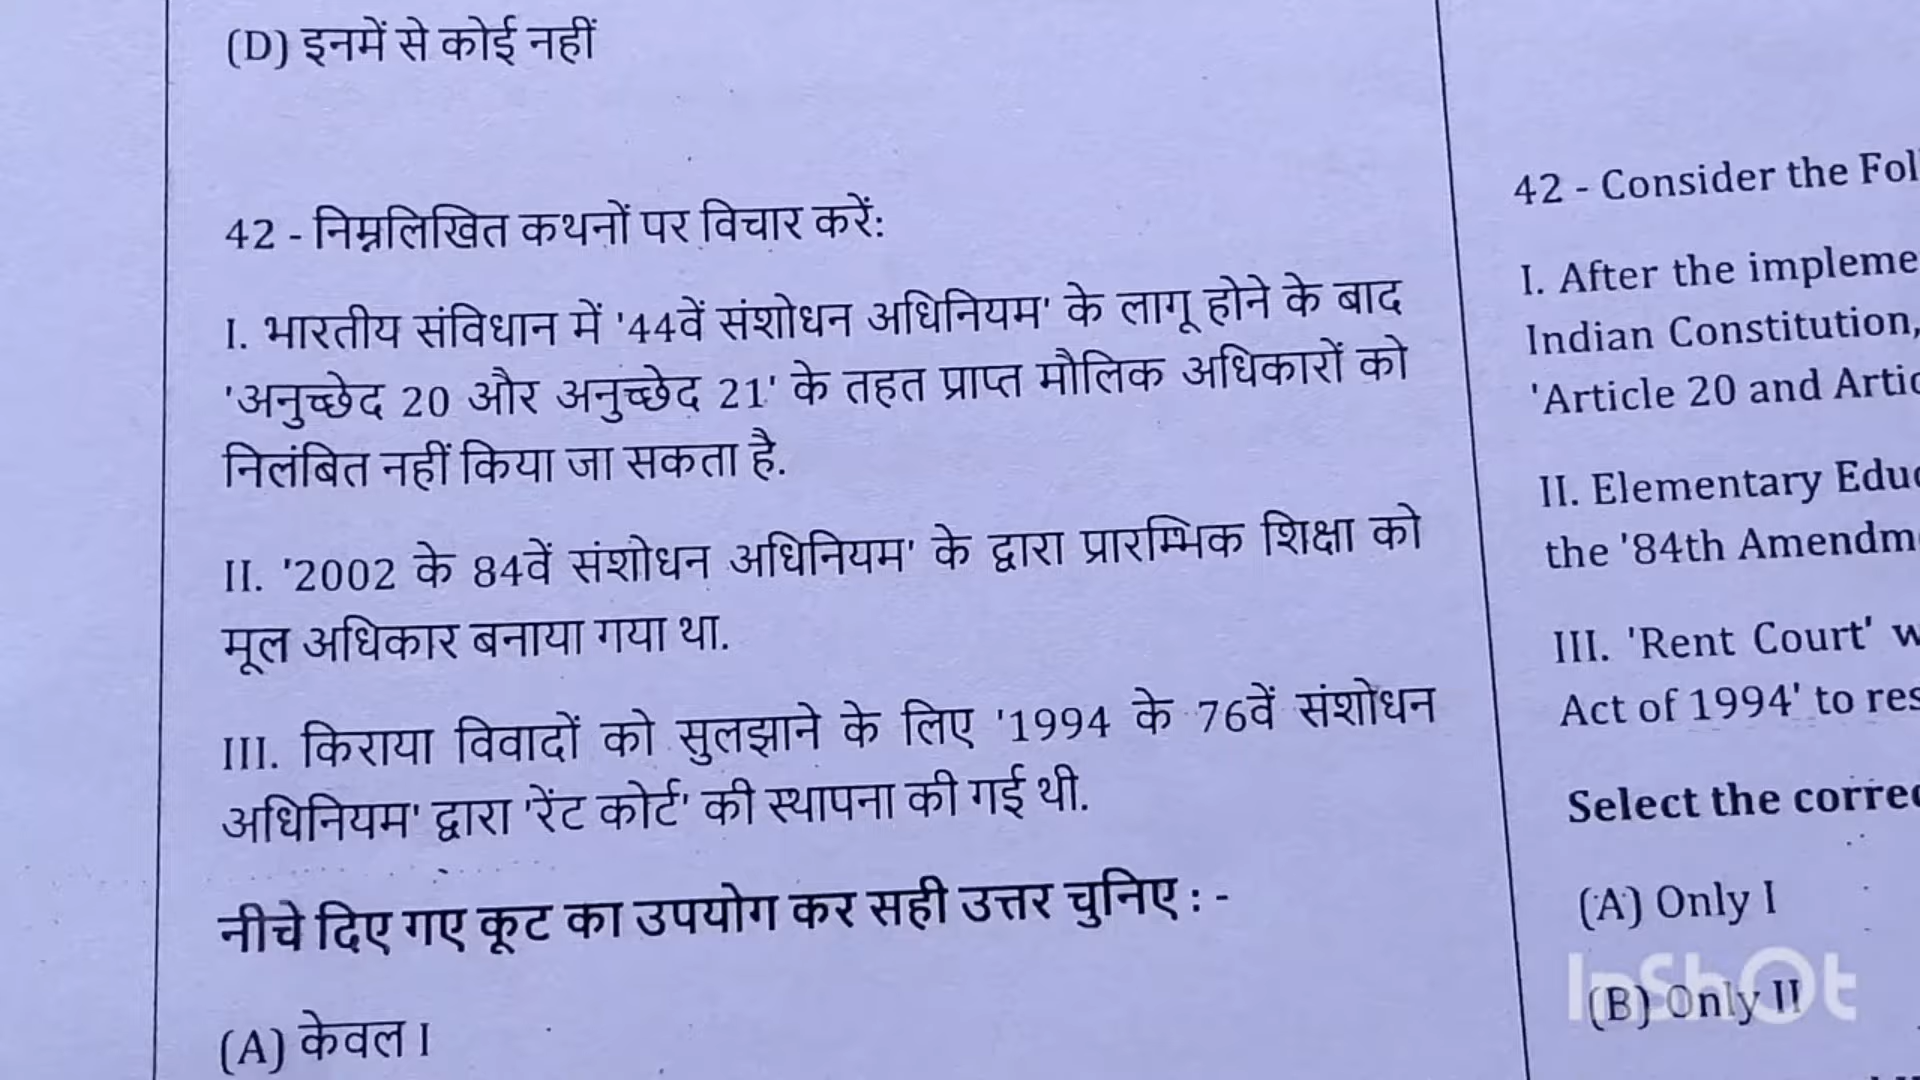 (D) इनमें से कोई नहीं
42 - निम्नलिखित कथनों पर विचार करें:
I. भारतीय संविधान में '44वें संशोधन अधिनियम' के लागू होने के बाद
'अनुच्छेद 20 और अनुच्छेद 21' के तहत प्राप्त मौलिक अधिकारों को
निलंबित नहीं किया जा सकता है.
II. '2002 के 84वें संशोधन अधिनियम' के द्वारा प्रारम्भिक शिक्षा को
मूल अधिकार बनाया गया था.
III. किराया विवादों को सुलझाने के लिए '1994 के 76वें संशोधन
अधिनियम' द्वारा 'रेंट कोर्ट' की स्थापना की गई थी.
नीचे दिए गए कूट का उपयोग कर सही उत्तर चुनिए : -
(A) केवल I
42 - Consider the Fol
I. After the impleme
Indian Constitution,
'Article 20 and Artic
II. Elementary Educ
the '84th Amendm
III. 'Rent Court' w
Act of 1994' to res
Select the correc
(A) Only I
(B) Only II
InShOt